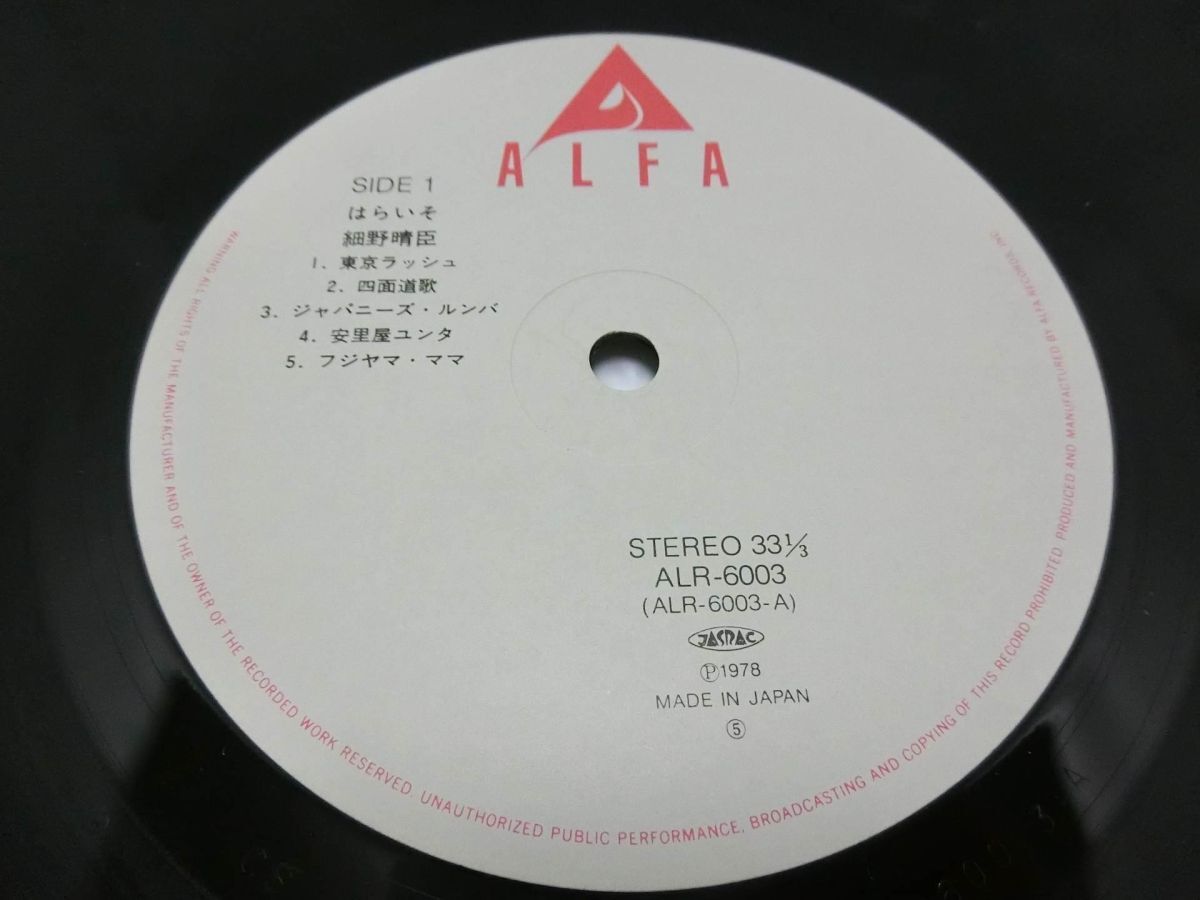 ALFA
SIDE 1
はらいそ
細野晴臣
1. 東京ラッシュ
2. 四面道歌
3. ジャパニーズ・ルンバ
4. 安里屋ユンタ
5. フジヤマ・ママ
STEREO 33⅓
ALR-6003
(ALR-6003-A)
JASRAC
Ⓟ1978
MADE IN JAPAN
⑤
WARNING ALL RIGHTS OF THE MANUFACTURER AND OF THE OWNER OF THE RECORDED WORK RESERVED. UNAUTHORIZED PUBLIC PERFORMANCE, BROADCASTING AND COPYING OF THIS RECORD PROHIBITED PRODUCED AND MANUFACTURED BY ALFA RECORDS, INC.